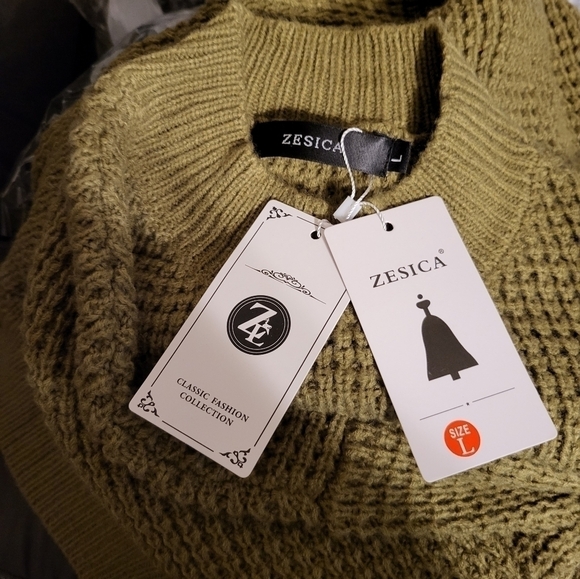 ZESICA
L
ZE
CLASSIC FASHION
COLLECTION
ZESICA®
SIZE
L